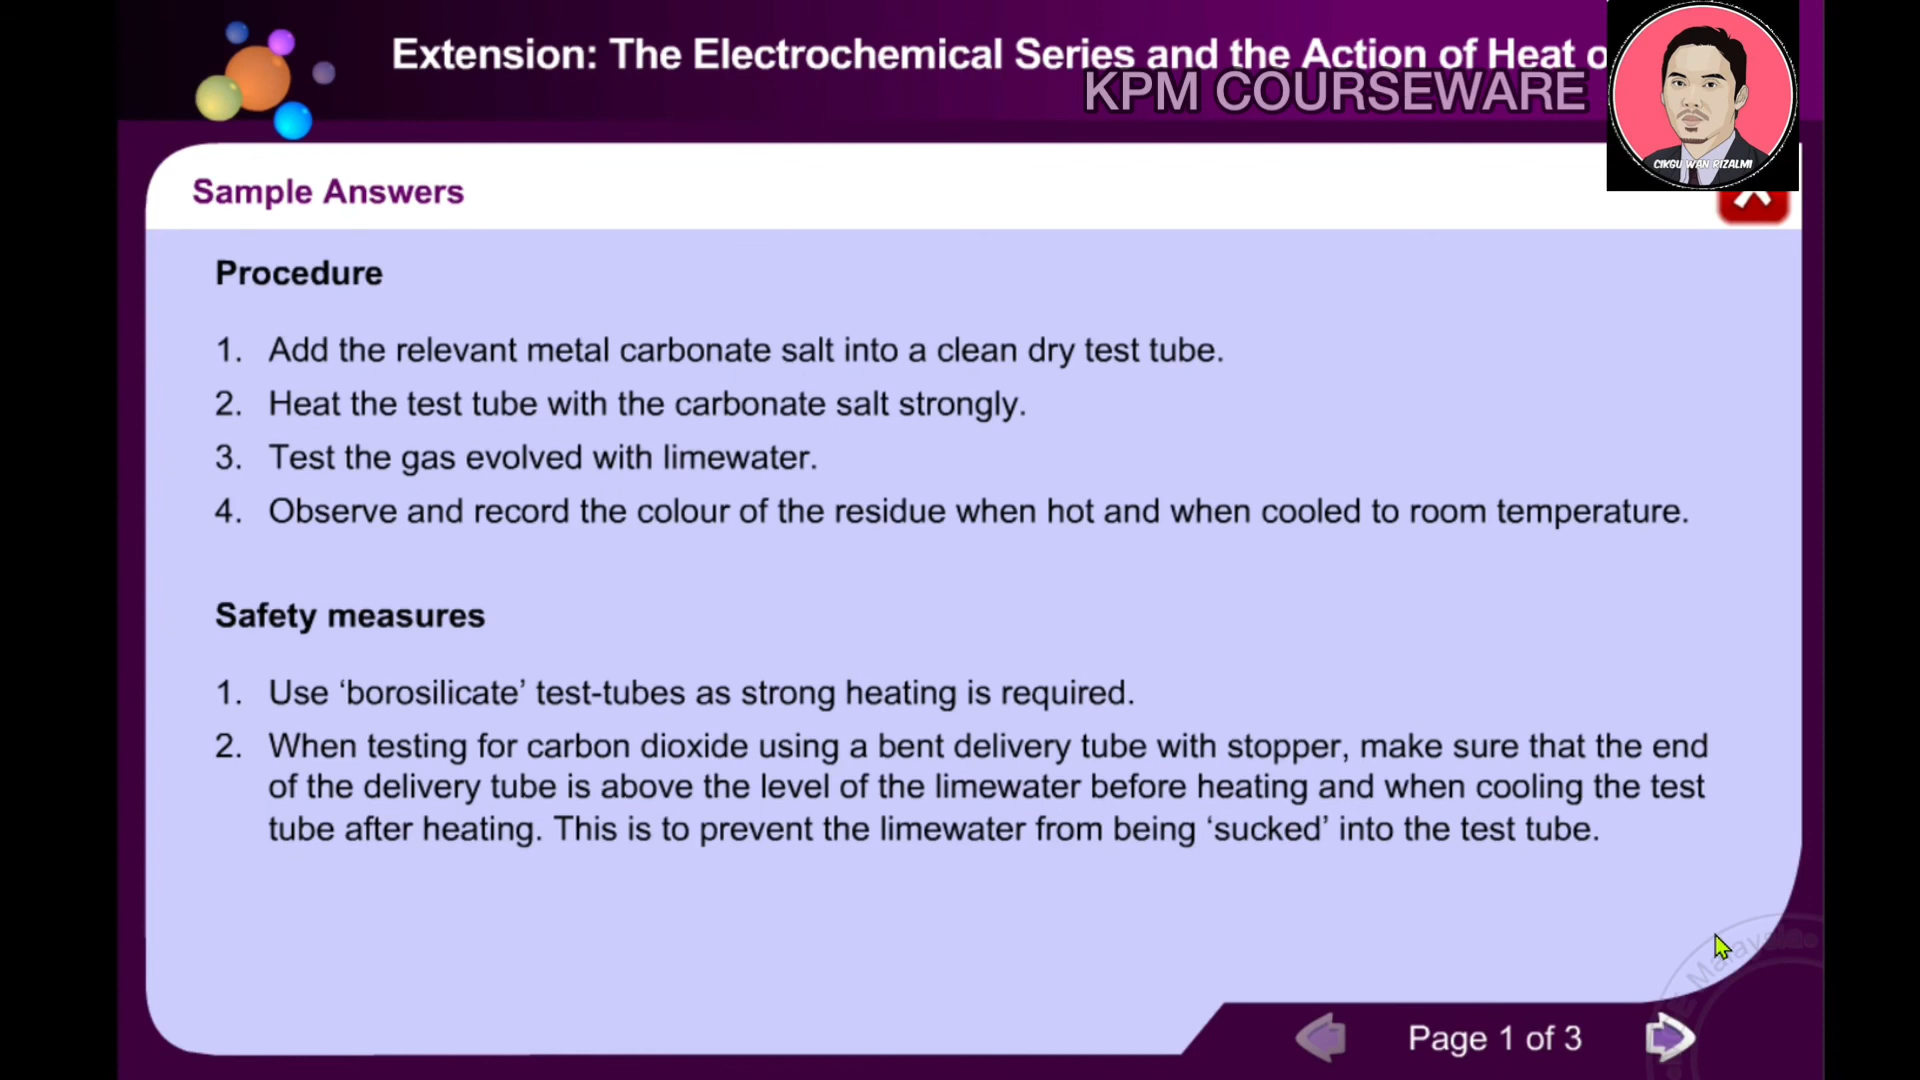 Extension: The Electrochemical Series and the Action of Heat o
KPM COURSEWARE
CIKGU WAN RIZALMI
Sample Answers
Procedure
1. Add the relevant metal carbonate salt into a clean dry test tube.
2. Heat the test tube with the carbonate salt strongly.
3. Test the gas evolved with limewater.
4. Observe and record the colour of the residue when hot and when cooled to room temperature.
Safety measures
1. Use ‘borosilicate’ test-tubes as strong heating is required.
2. When testing for carbon dioxide using a bent delivery tube with stopper, make sure that the end
of the delivery tube is above the level of the limewater before heating and when cooling the test
tube after heating. This is to prevent the limewater from being ‘sucked’ into the test tube.
Page 1 of 3